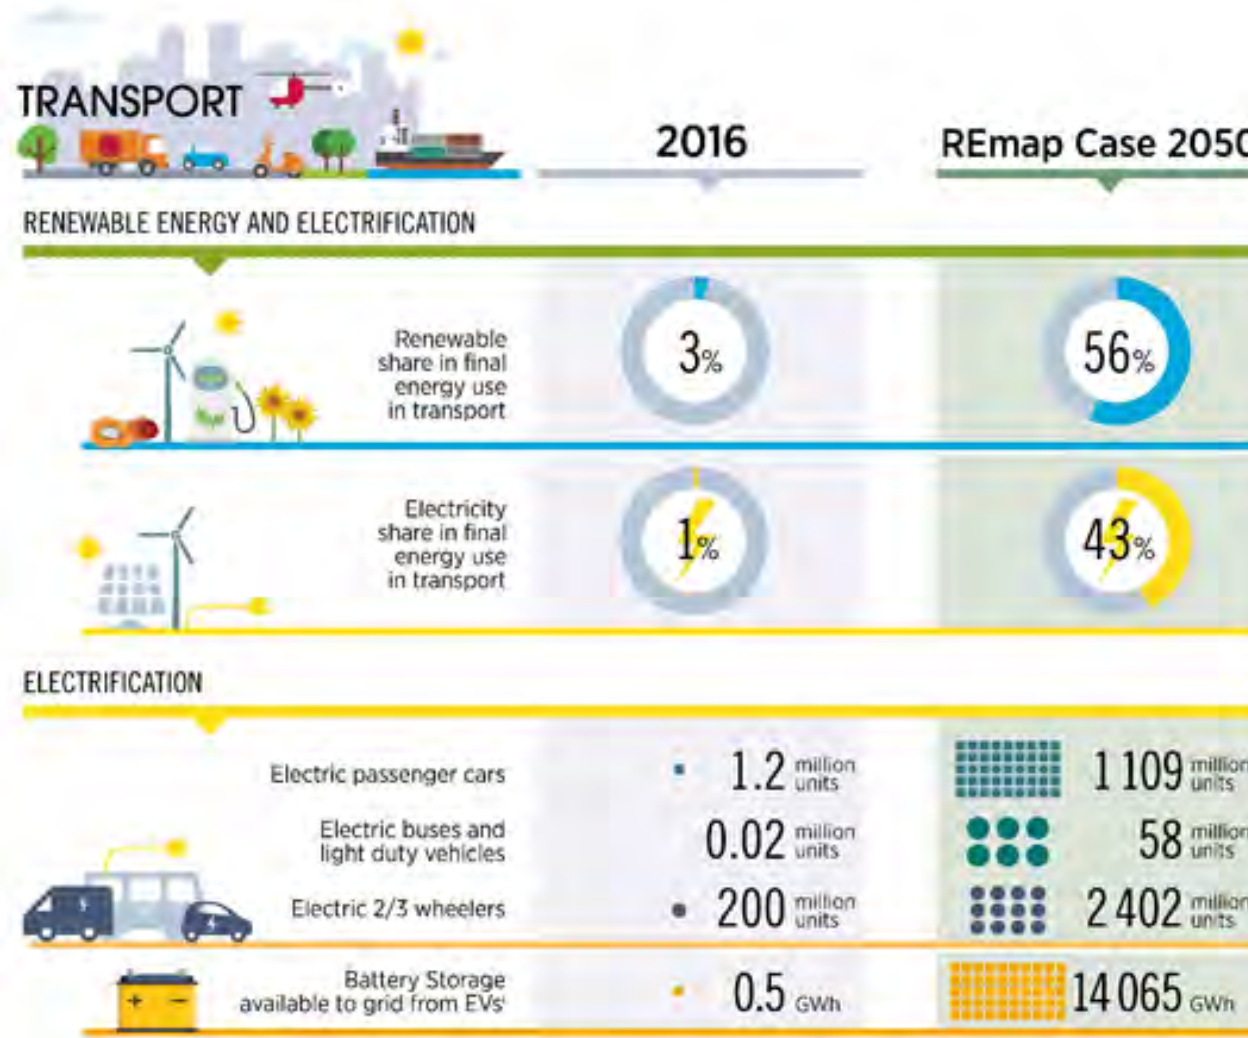 TRANSPORT
2016
REmap Case 2050
RENEWABLE ENERGY AND ELECTRIFICATION
Renewable
share in final
energy use
in transport
3%
56%
Electricity
share in final
energy use
in transport
1%
43%
ELECTRIFICATION
Electric passenger cars
1.2 million units
1 109 million units
Electric buses and
light duty vehicles
0.02 million units
58 million units
Electric 2/3 wheelers
200 million units
2 402 million units
Battery Storage
available to grid from EVs
0.5 GWh
14 065 GWh